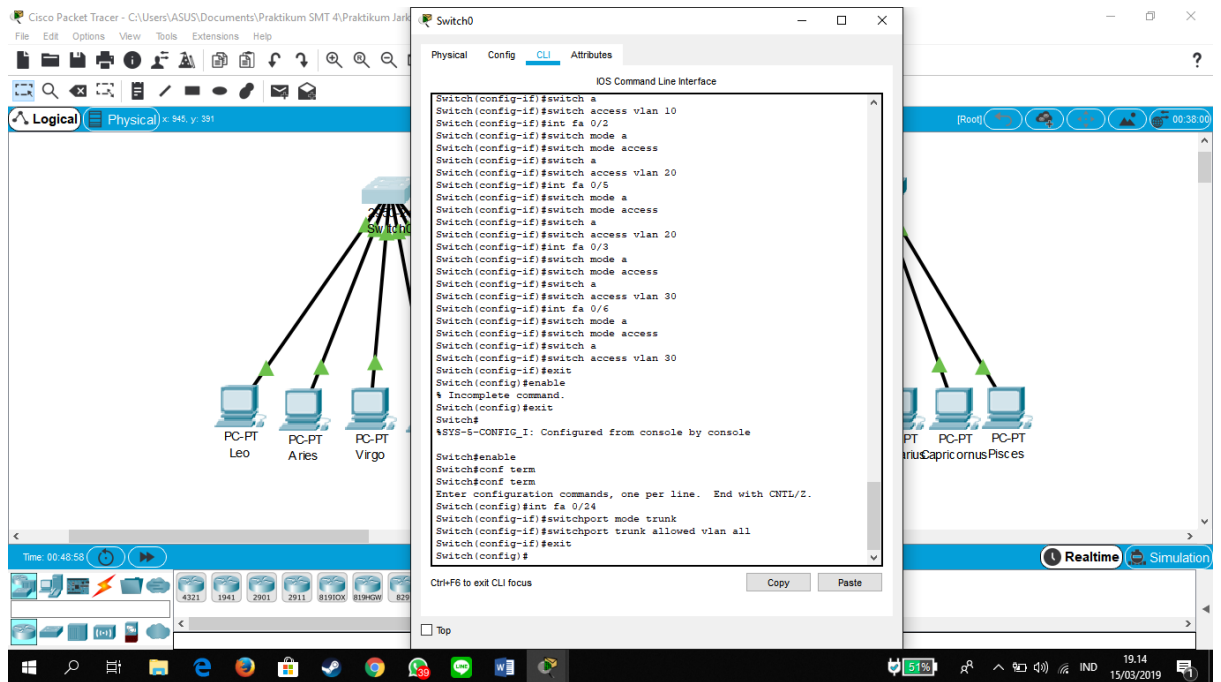 Cisco Packet Tracer - C:\Users\ASUS\Documents\Praktikum SMT 4\Praktikum Jark
File Edit Options View Tools Extensions Help
?
Logical Physical x: 945, y: 391
[Root] 00:38:00
Switch0
Physical Config CLI Attributes
IOS Command Line Interface
Switch(config-if)#switch a
Switch(config-if)#switch access vlan 10
Switch(config-if)#int fa 0/2
Switch(config-if)#switch mode a
Switch(config-if)#switch mode access
Switch(config-if)#switch a
Switch(config-if)#switch access vlan 20
Switch(config-if)#int fa 0/5
Switch(config-if)#switch mode a
Switch(config-if)#switch mode access
Switch(config-if)#switch a
Switch(config-if)#switch access vlan 20
Switch(config-if)#int fa 0/3
Switch(config-if)#switch mode a
Switch(config-if)#switch mode access
Switch(config-if)#switch a
Switch(config-if)#switch access vlan 30
Switch(config-if)#int fa 0/6
Switch(config-if)#switch mode a
Switch(config-if)#switch mode access
Switch(config-if)#switch a
Switch(config-if)#switch access vlan 30
Switch(config-if)#exit
Switch(config)#enable
% Incomplete command.
Switch(config)#exit
Switch#
%SYS-5-CONFIG_I: Configured from console by console
Switch#enable
Switch#conf term
Switch#conf term
Enter configuration commands, one per line. End with CNTL/Z.
Switch(config)#int fa 0/24
Switch(config-if)#switchport mode trunk
Switch(config-if)#switchport trunk allowed vlan all
Switch(config-if)#exit
Switch(config)#
Ctrl+F6 to exit CLI focus
Copy Paste
Top
Switch0
PC-PT
Leo
PC-PT
Aries
PC-PT
Virgo
PT
arius
PC-PT
Capricornus
PC-PT
Pisces
Time: 00:48:58
Realtime Simulation
4321 1941 2901 2911 819IOX 819HGW 829
39
51%
IND
19.14
15/03/2019
1